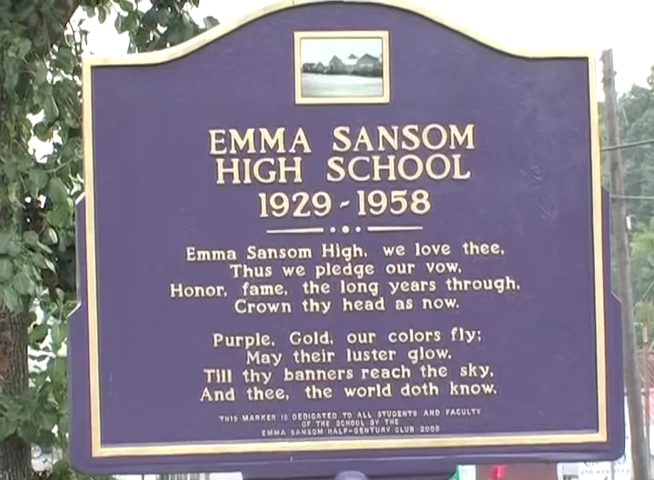 EMMA SANSOM
HIGH SCHOOL
1929 - 1958
Emma Sansom High, we love thee,
Thus we pledge our vow,
Honor, fame, the long years through,
Crown thy head as now.
Purple, Gold, our colors fly;
May their luster glow.
Till thy banners reach the sky,
And thee, the world doth know.
THIS MARKER IS DEDICATED TO ALL STUDENTS AND FACULTY
OF THE SCHOOL BY THE
EMMA SANSOM HALF-CENTURY CLUB 2009